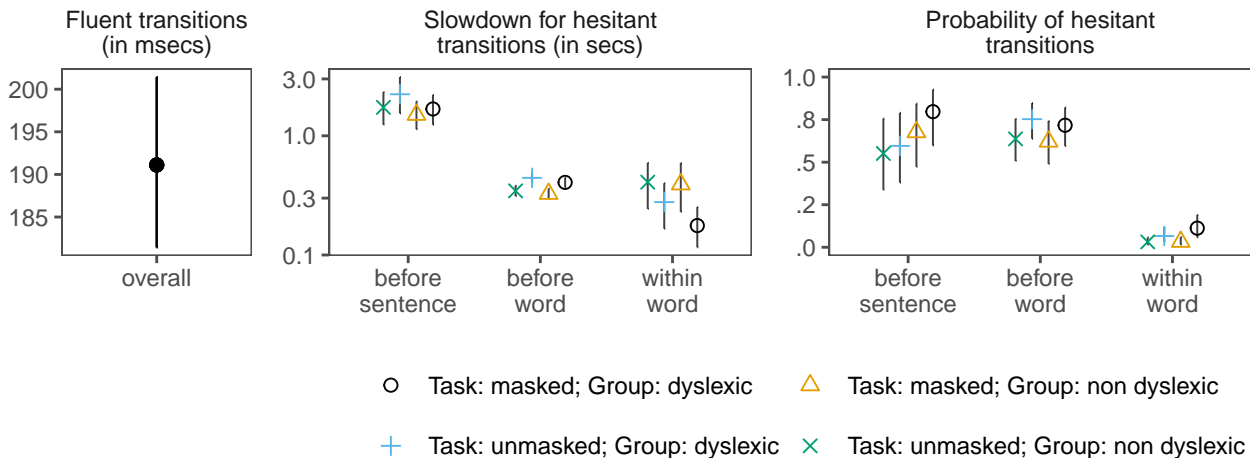 Fluent transitions
(in msecs)
200
195
190
185
overall
Slowdown for hesitant
transitions (in secs)
3.0
1.0
0.3
0.1
before
sentence
before
word
within
word
Probability of hesitant
transitions
1.0
.8
.5
.2
.0
before
sentence
before
word
within
word
Task: masked; Group: dyslexic
Task: masked; Group: non dyslexic
Task: unmasked; Group: dyslexic
Task: unmasked; Group: non dyslexic